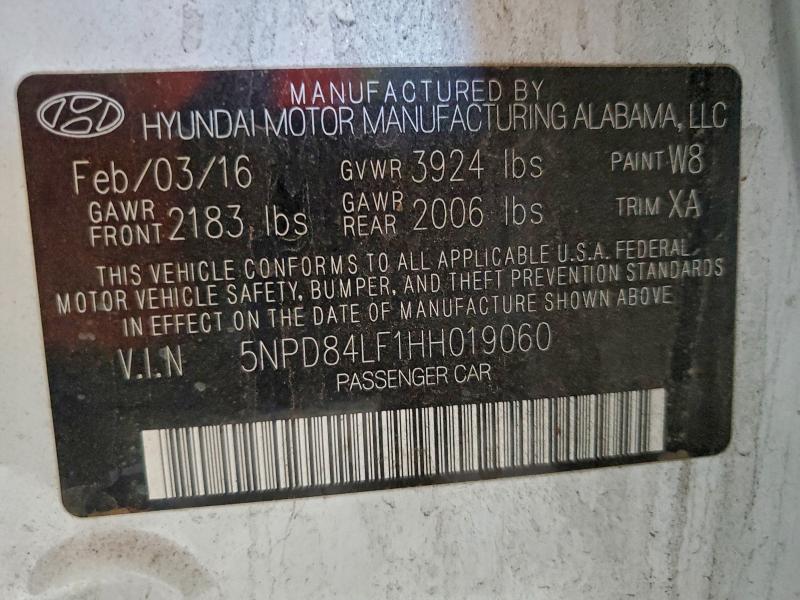 MANUFACTURED BY
HYUNDAI MOTOR MANUFACTURING ALABAMA, LLC
Feb/03/16 GVWR 3924 lbs PAINT W8
GAWR FRONT 2183 lbs GAWR REAR 2006 lbs TRIM XA
THIS VEHICLE CONFORMS TO ALL APPLICABLE U.S.A. FEDERAL
MOTOR VEHICLE SAFETY, BUMPER, AND THEFT PREVENTION STANDARDS
IN EFFECT ON THE DATE OF MANUFACTURE SHOWN ABOVE
V.I.N 5NPD84LF1HH019060
PASSENGER CAR